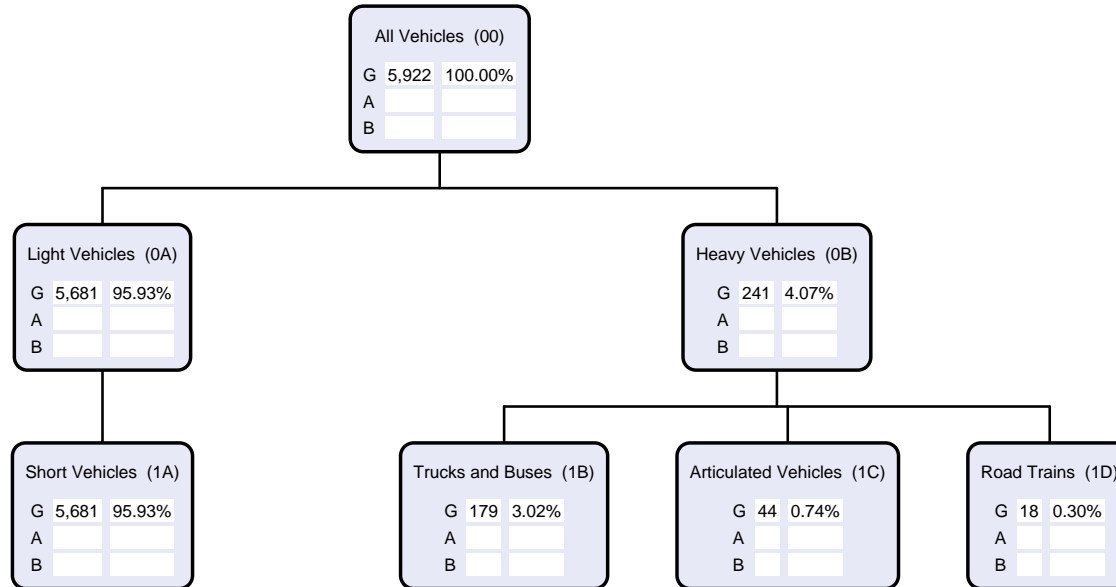 All Vehicles (00)
G 5,922 100.00%
A
B
Light Vehicles (0A)
G 5,681 95.93%
A
B
Heavy Vehicles (0B)
G 241 4.07%
A
B
Short Vehicles (1A)
G 5,681 95.93%
A
B
Trucks and Buses (1B)
G 179 3.02%
A
B
Articulated Vehicles (1C)
G 44 0.74%
A
B
Road Trains (1D)
G 18 0.30%
A
B